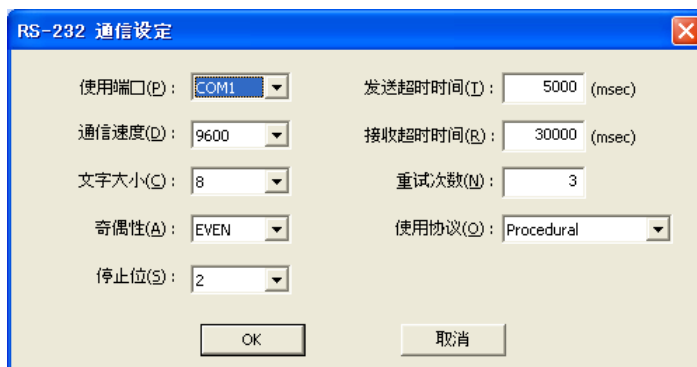 RS-232 通信设定
使用端口(P)： COM1 发送超时时间(T)： 5000 (msec)
通信速度(D)： 9600 接收超时时间(R)： 30000 (msec)
文字大小(C)： 8 重试次数(N)： 3
奇偶性(A)： EVEN 使用协议(O)： Procedural
停止位(S)： 2
OK 取消